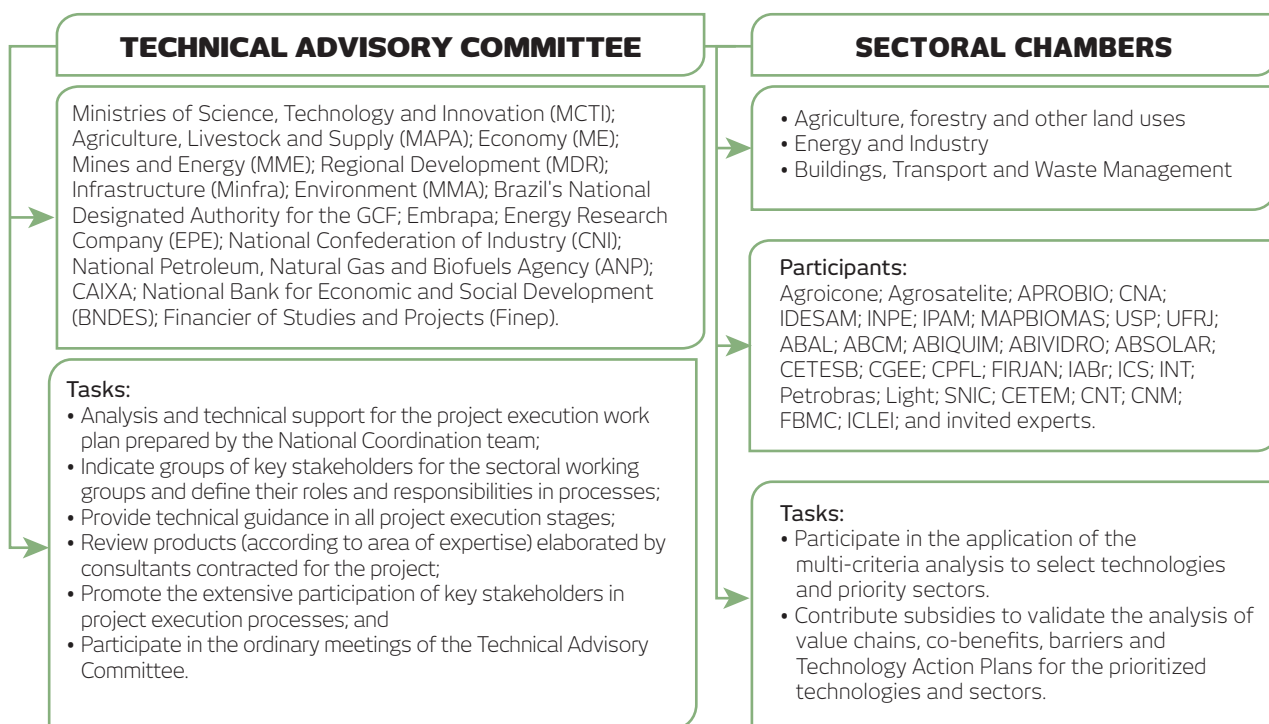 TECHNICAL ADVISORY COMMITTEE
Ministries of Science, Technology and Innovation (MCTI);
Agriculture, Livestock and Supply (MAPA); Economy (ME);
Mines and Energy (MME); Regional Development (MDR);
Infrastructure (Minfra); Environment (MMA); Brazil's National
Designated Authority for the GCF; Embrapa; Energy Research
Company (EPE); National Confederation of Industry (CNI);
National Petroleum, Natural Gas and Biofuels Agency (ANP);
CAIXA; National Bank for Economic and Social Development
(BNDES); Financier of Studies and Projects (Finep).
Tasks:
• Analysis and technical support for the project execution work
plan prepared by the National Coordination team;
• Indicate groups of key stakeholders for the sectoral working
groups and define their roles and responsibilities in processes;
• Provide technical guidance in all project execution stages;
• Review products (according to area of expertise) elaborated by
consultants contracted for the project;
• Promote the extensive participation of key stakeholders in
project execution processes; and
• Participate in the ordinary meetings of the Technical Advisory
Committee.
SECTORAL CHAMBERS
• Agriculture, forestry and other land uses
• Energy and Industry
• Buildings, Transport and Waste Management
Participants:
Agroicone; Agrosatelite; APROBIO; CNA;
IDESAM; INPE; IPAM; MAPBIOMAS; USP; UFRJ;
ABAL; ABCM; ABIQUIM; ABIVIDRO; ABSOLAR;
CETESB; CGEE; CPFL; FIRJAN; IABr; ICS; INT;
Petrobras; Light; SNIC; CETEM; CNT; CNM;
FBMC; ICLEI; and invited experts.
Tasks:
• Participate in the application of the
multi-criteria analysis to select technologies
and priority sectors.
• Contribute subsidies to validate the analysis of
value chains, co-benefits, barriers and
Technology Action Plans for the prioritized
technologies and sectors.